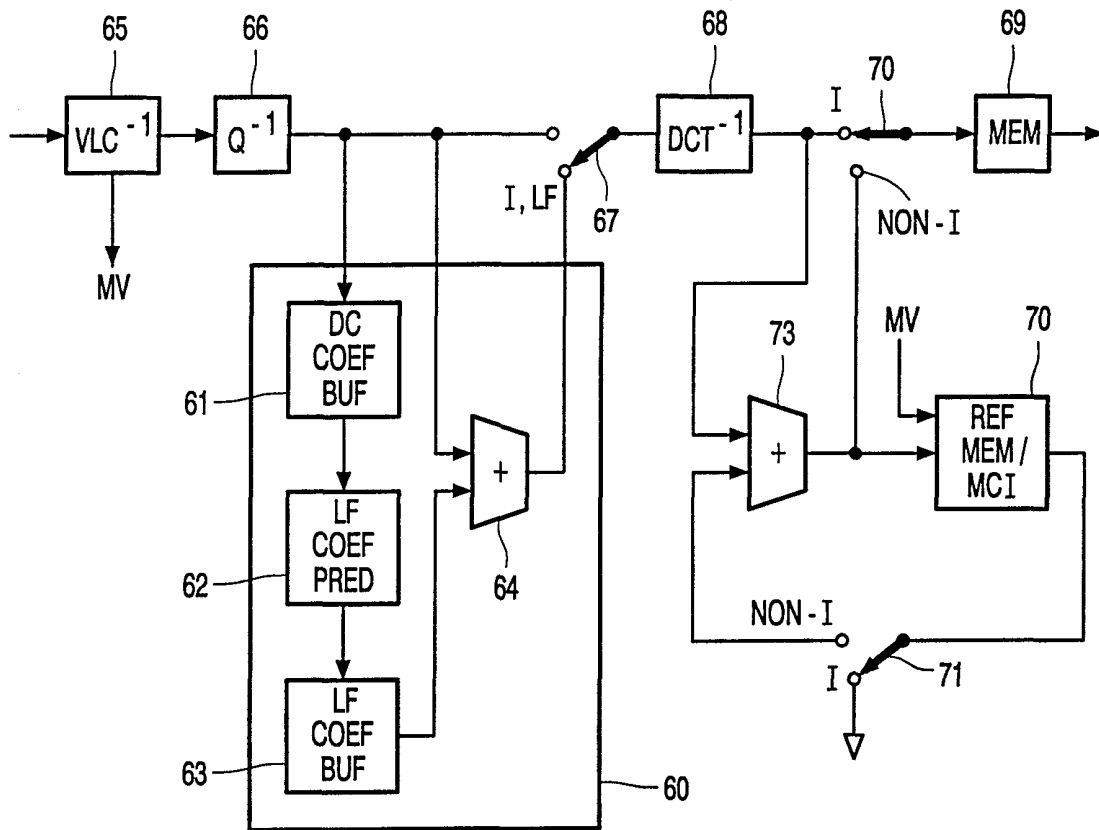 65
66
68
70
69
VLC⁻¹
Q⁻¹
DCT⁻¹
I
MEM
I, LF
67
NON-I
MV
DC
COEF
BUF
61
LF
COEF
PRED
62
LF
COEF
BUF
63
+
64
60
73
MV
70
+
REF
MEM/
MCI
NON-I
I
71